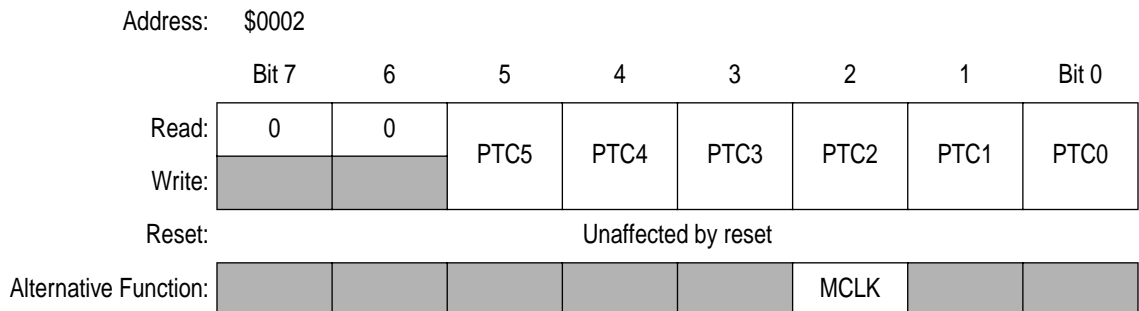 Address: $0002
Bit 7 6 5 4 3 2 1 Bit 0
Read: 0 0 PTC5 PTC4 PTC3 PTC2 PTC1 PTC0
Write:
Reset: Unaffected by reset
Alternative Function: MCLK